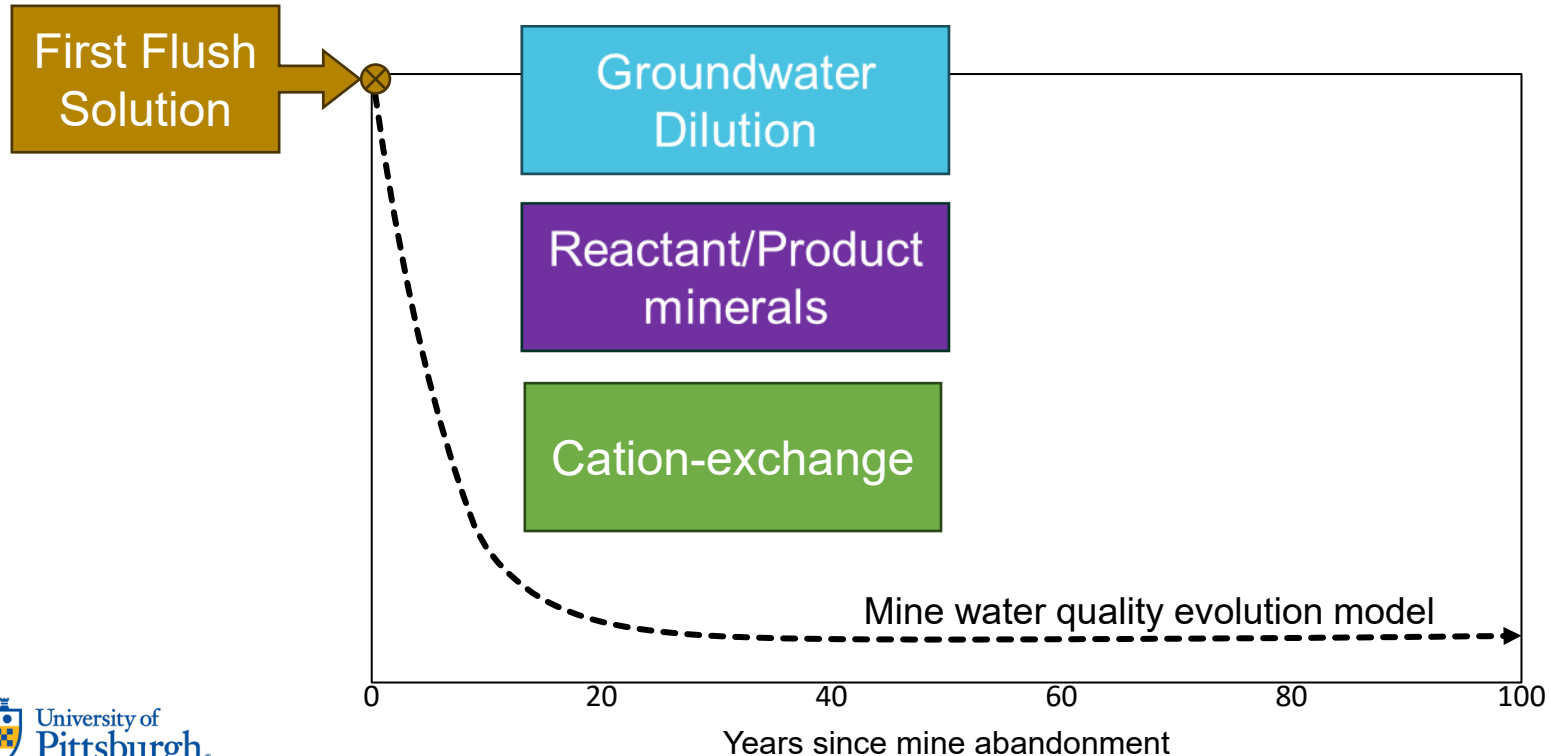 First Flush
Solution
Groundwater
Dilution
Reactant/Product
minerals
Cation-exchange
Mine water quality evolution model
0
20
40
60
80
100
Years since mine abandonment
University of
Pittsburgh.